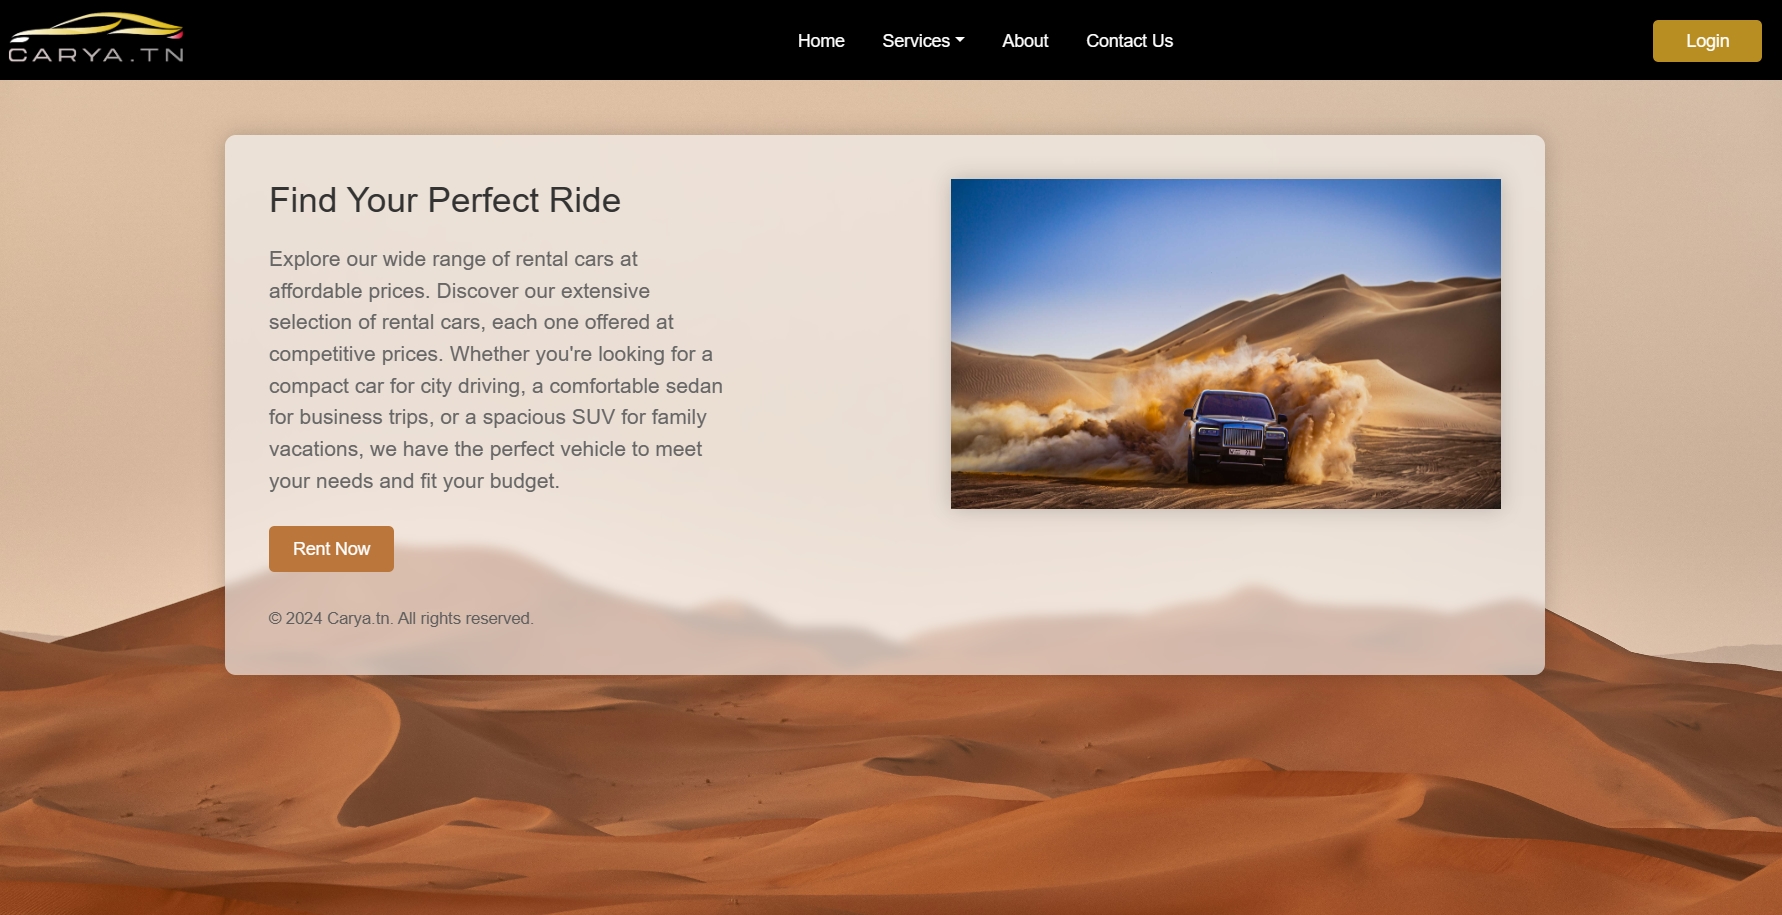 CARYA.TN
Home
Services
About
Contact Us
Login
Find Your Perfect Ride
Explore our wide range of rental cars at
affordable prices. Discover our extensive
selection of rental cars, each one offered at
competitive prices. Whether you're looking for a
compact car for city driving, a comfortable sedan
for business trips, or a spacious SUV for family
vacations, we have the perfect vehicle to meet
your needs and fit your budget.
Rent Now
© 2024 Carya.tn. All rights reserved.